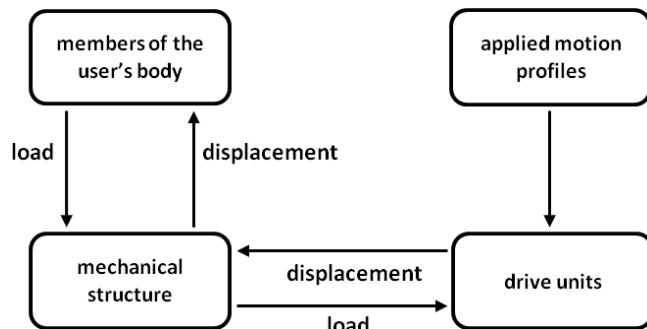 members of the
user's body
applied motion
profiles
load
displacement
mechanical
structure
displacement
drive units
load